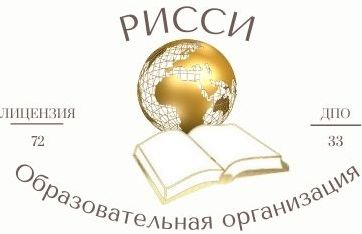 РИССИ
ЛИЦЕНЗИЯ
72
ДПО
33
Образовательная организация